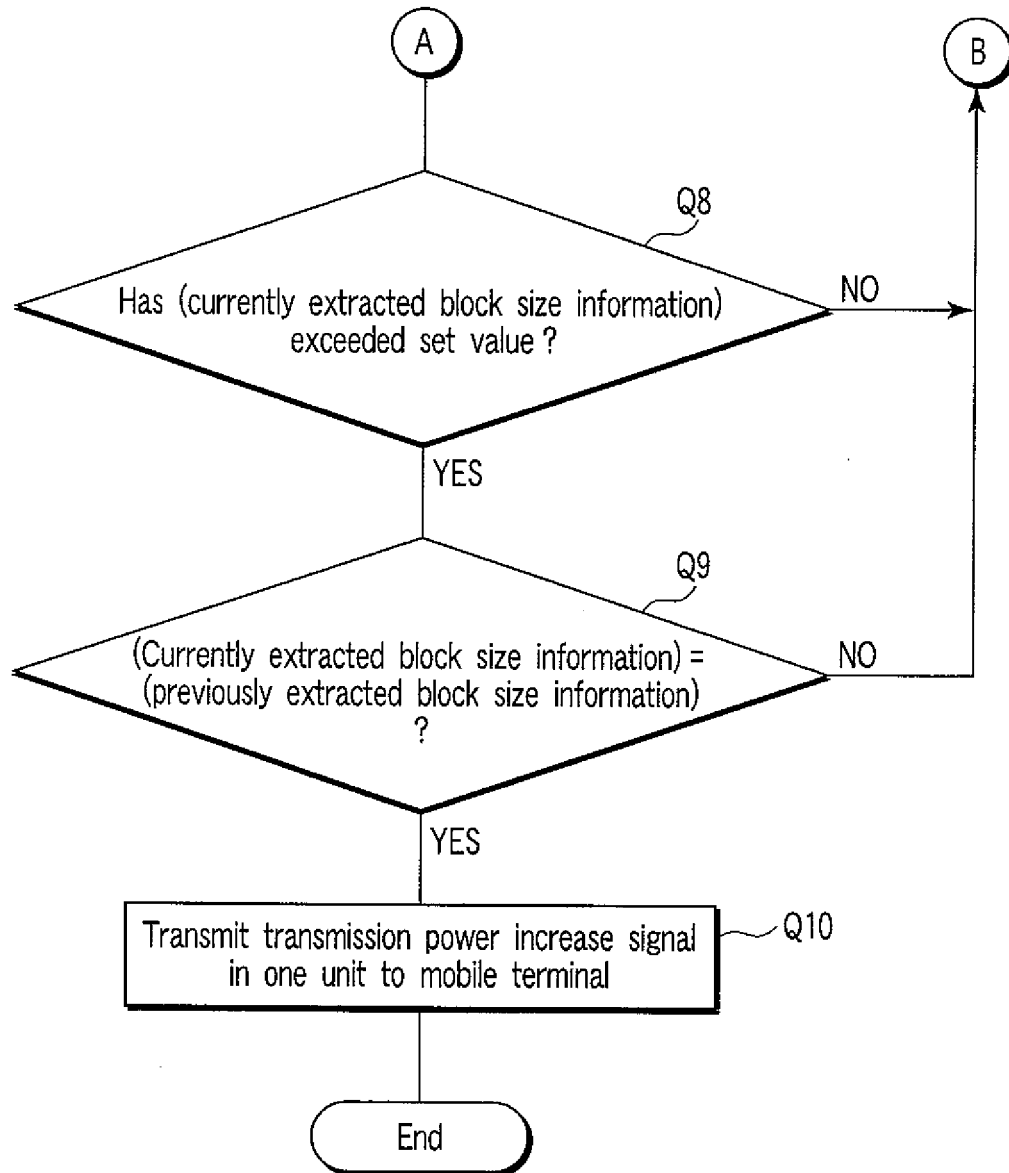 A
B
Q8
Has (currently extracted block size information)
exceeded set value ?
NO
YES
Q9
(Currently extracted block size information) =
(previously extracted block size information)
?
NO
YES
Transmit transmission power increase signal
in one unit to mobile terminal
Q10
End